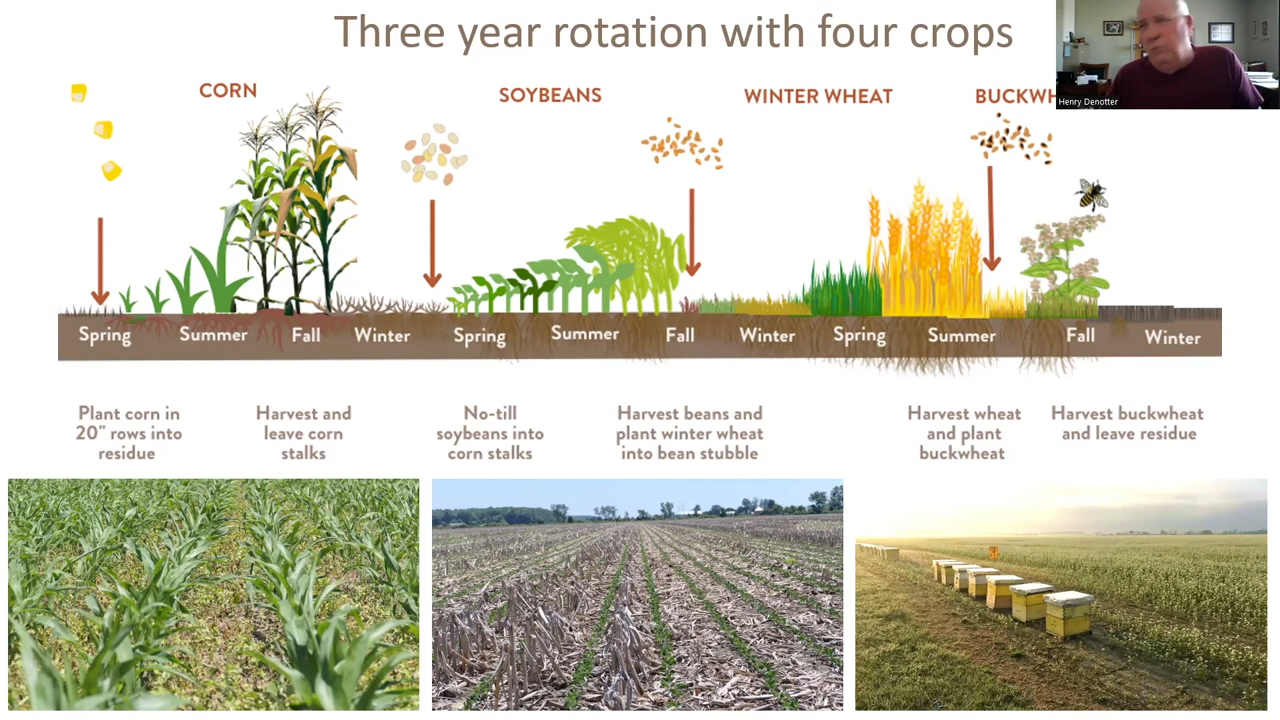 Three year rotation with four crops
Henry Denotter
CORN
SOYBEANS
WINTER WHEAT
Spring
Summer
Fall
Winter
Spring
Summer
Fall
Winter
Spring
Summer
Fall
Winter
Plant corn in
20" rows into
residue
Harvest and
leave corn
stalks
No-till
soybeans into
corn stalks
Harvest beans and
plant winter wheat
into bean stubble
Harvest wheat
and plant
buckwheat
Harvest buckwheat
and leave residue